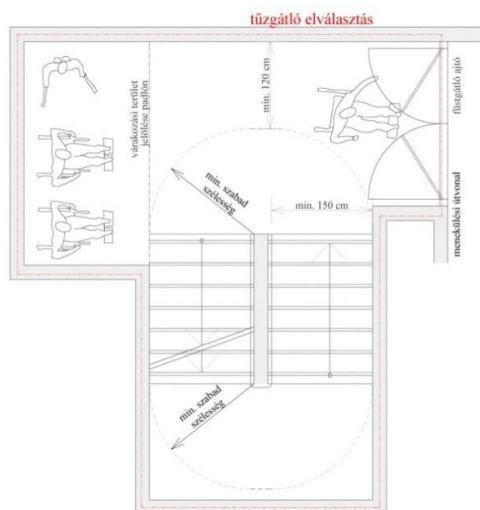 tűzgátló elválasztás
várakozási terület
jelölése padlón
min. 120 cm
füstgátló ajtó
min. szabad
szélesség
min. 150 cm
menekülési útvonal
min. szabad
szélesség